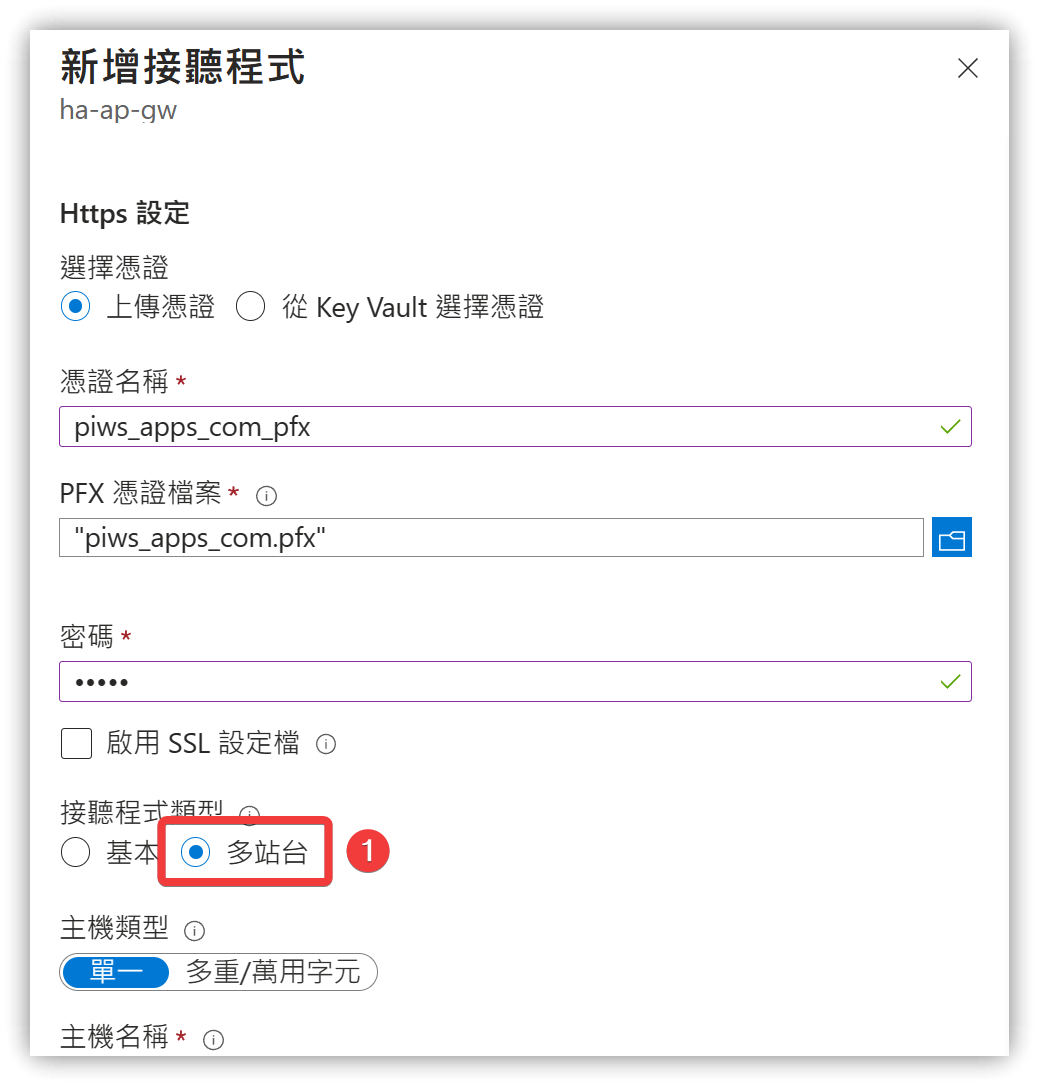 新增接聽程式
ha-ap-gw
Https 設定
選擇憑證
上傳憑證 從 Key Vault 選擇憑證
憑證名稱 *
piws_apps_com_pfx
PFX 憑證檔案 *
"piws_apps_com.pfx"
密碼 *
•••••
啟用 SSL 設定檔
接聽程式類型
基本 多站台 1
主機類型
單一 多重/萬用字元
主機名稱 *